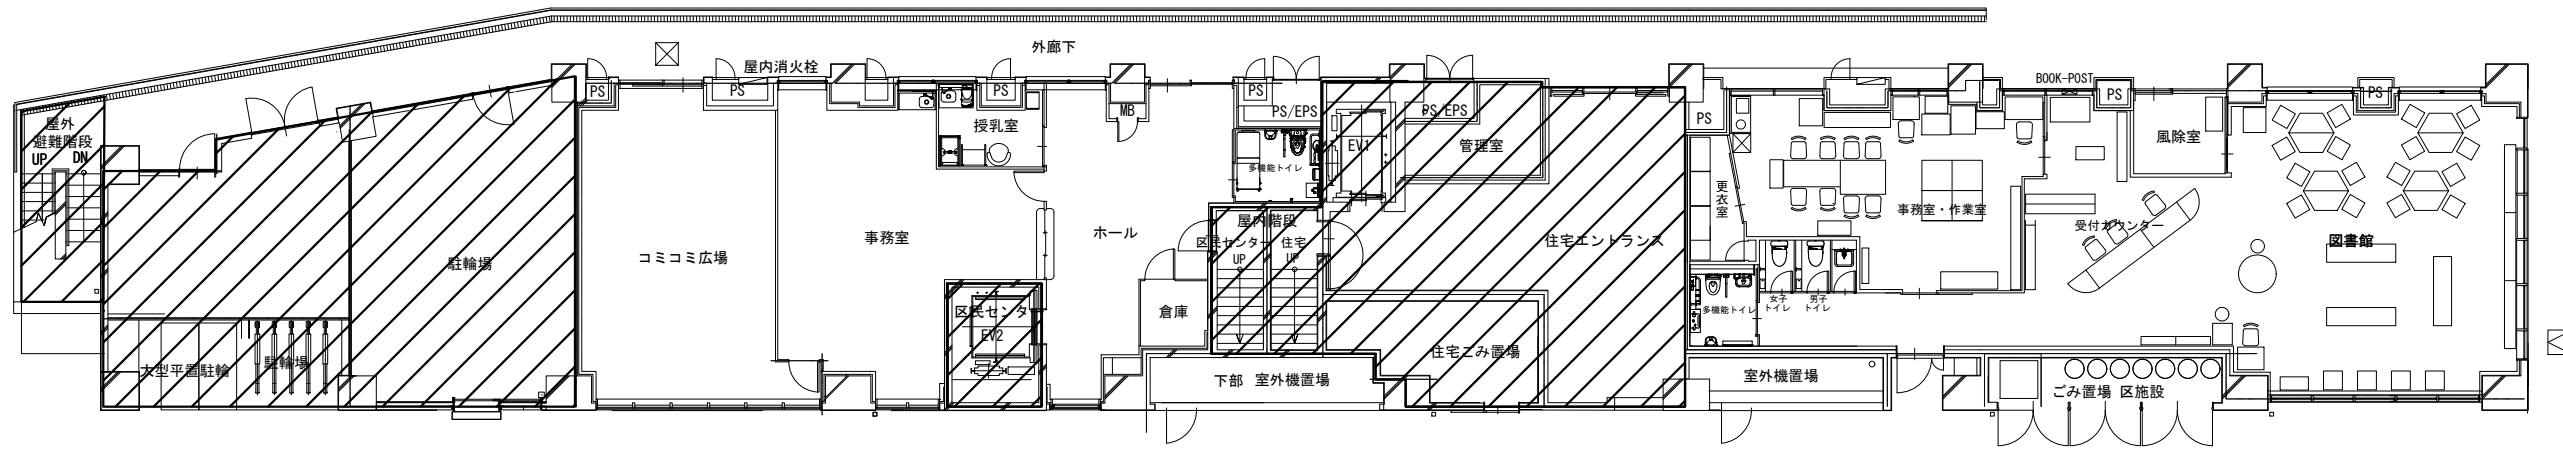 外廊下
屋内消火栓
BOOK-POST
PS
PS
PS
PS
PS/EPS
PS/EPS
PS
PS
PS
MB
屋外
避難階段
UP
DN
授乳室
多機能トイレ
EV1
管理室
更衣室
事務室・作業室
風除室
受付カウンター
図書館
駐輪場
コミコミ広場
事務室
ホール
屋内階段
区民センター
住宅
UP
UP
住宅エントランス
女子
トイレ
男子
トイレ
多機能トイレ
区民センター
EV2
倉庫
住宅ごみ置場
大型平置駐輪
駐輪場
下部 室外機置場
室外機置場
ごみ置場 区施設